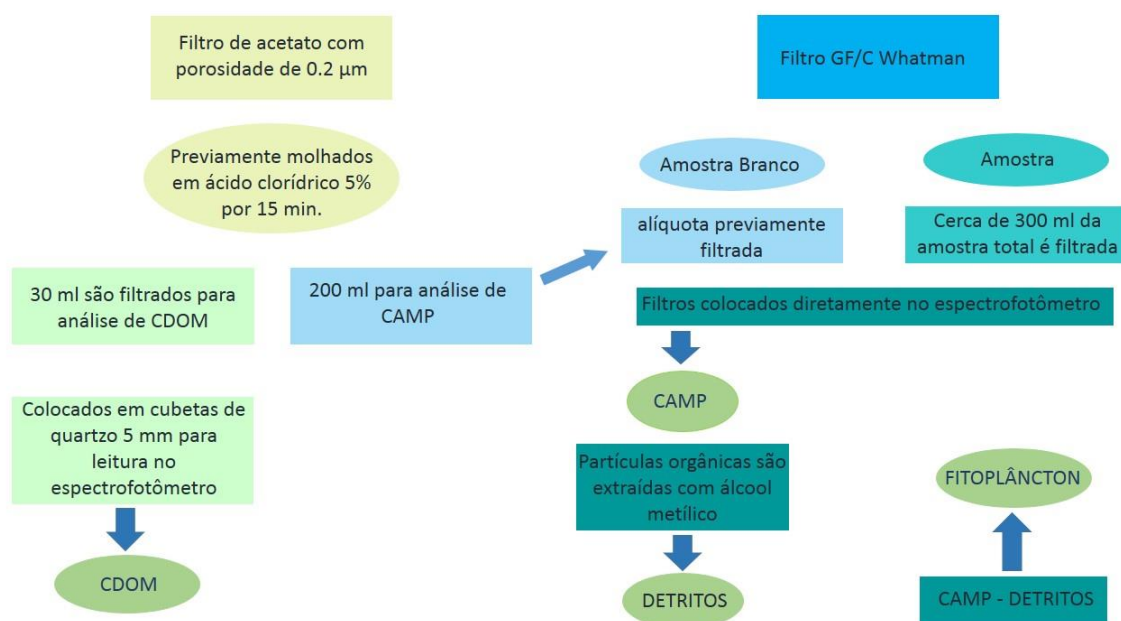 Filtro de acetato com
porosidade de 0.2 µm
Previamente molhados
em ácido clorídrico 5%
por 15 min.
30 ml são filtrados para
análise de CDOM
200 ml para análise de
CAMP
Colocados em cubetas de
quartzo 5 mm para
leitura no
espectrofotômetro
CDOM
Filtro GF/C Whatman
Amostra Branco
Amostra
alíquota previamente
filtrada
Cerca de 300 ml da
amostra total é filtrada
Filtros colocados diretamente no espectrofotômetro
CAMP
Partículas orgânicas são
extraídas com álcool
metílico
DETRITOS
FITOPLÂNCTON
CAMP - DETRITOS